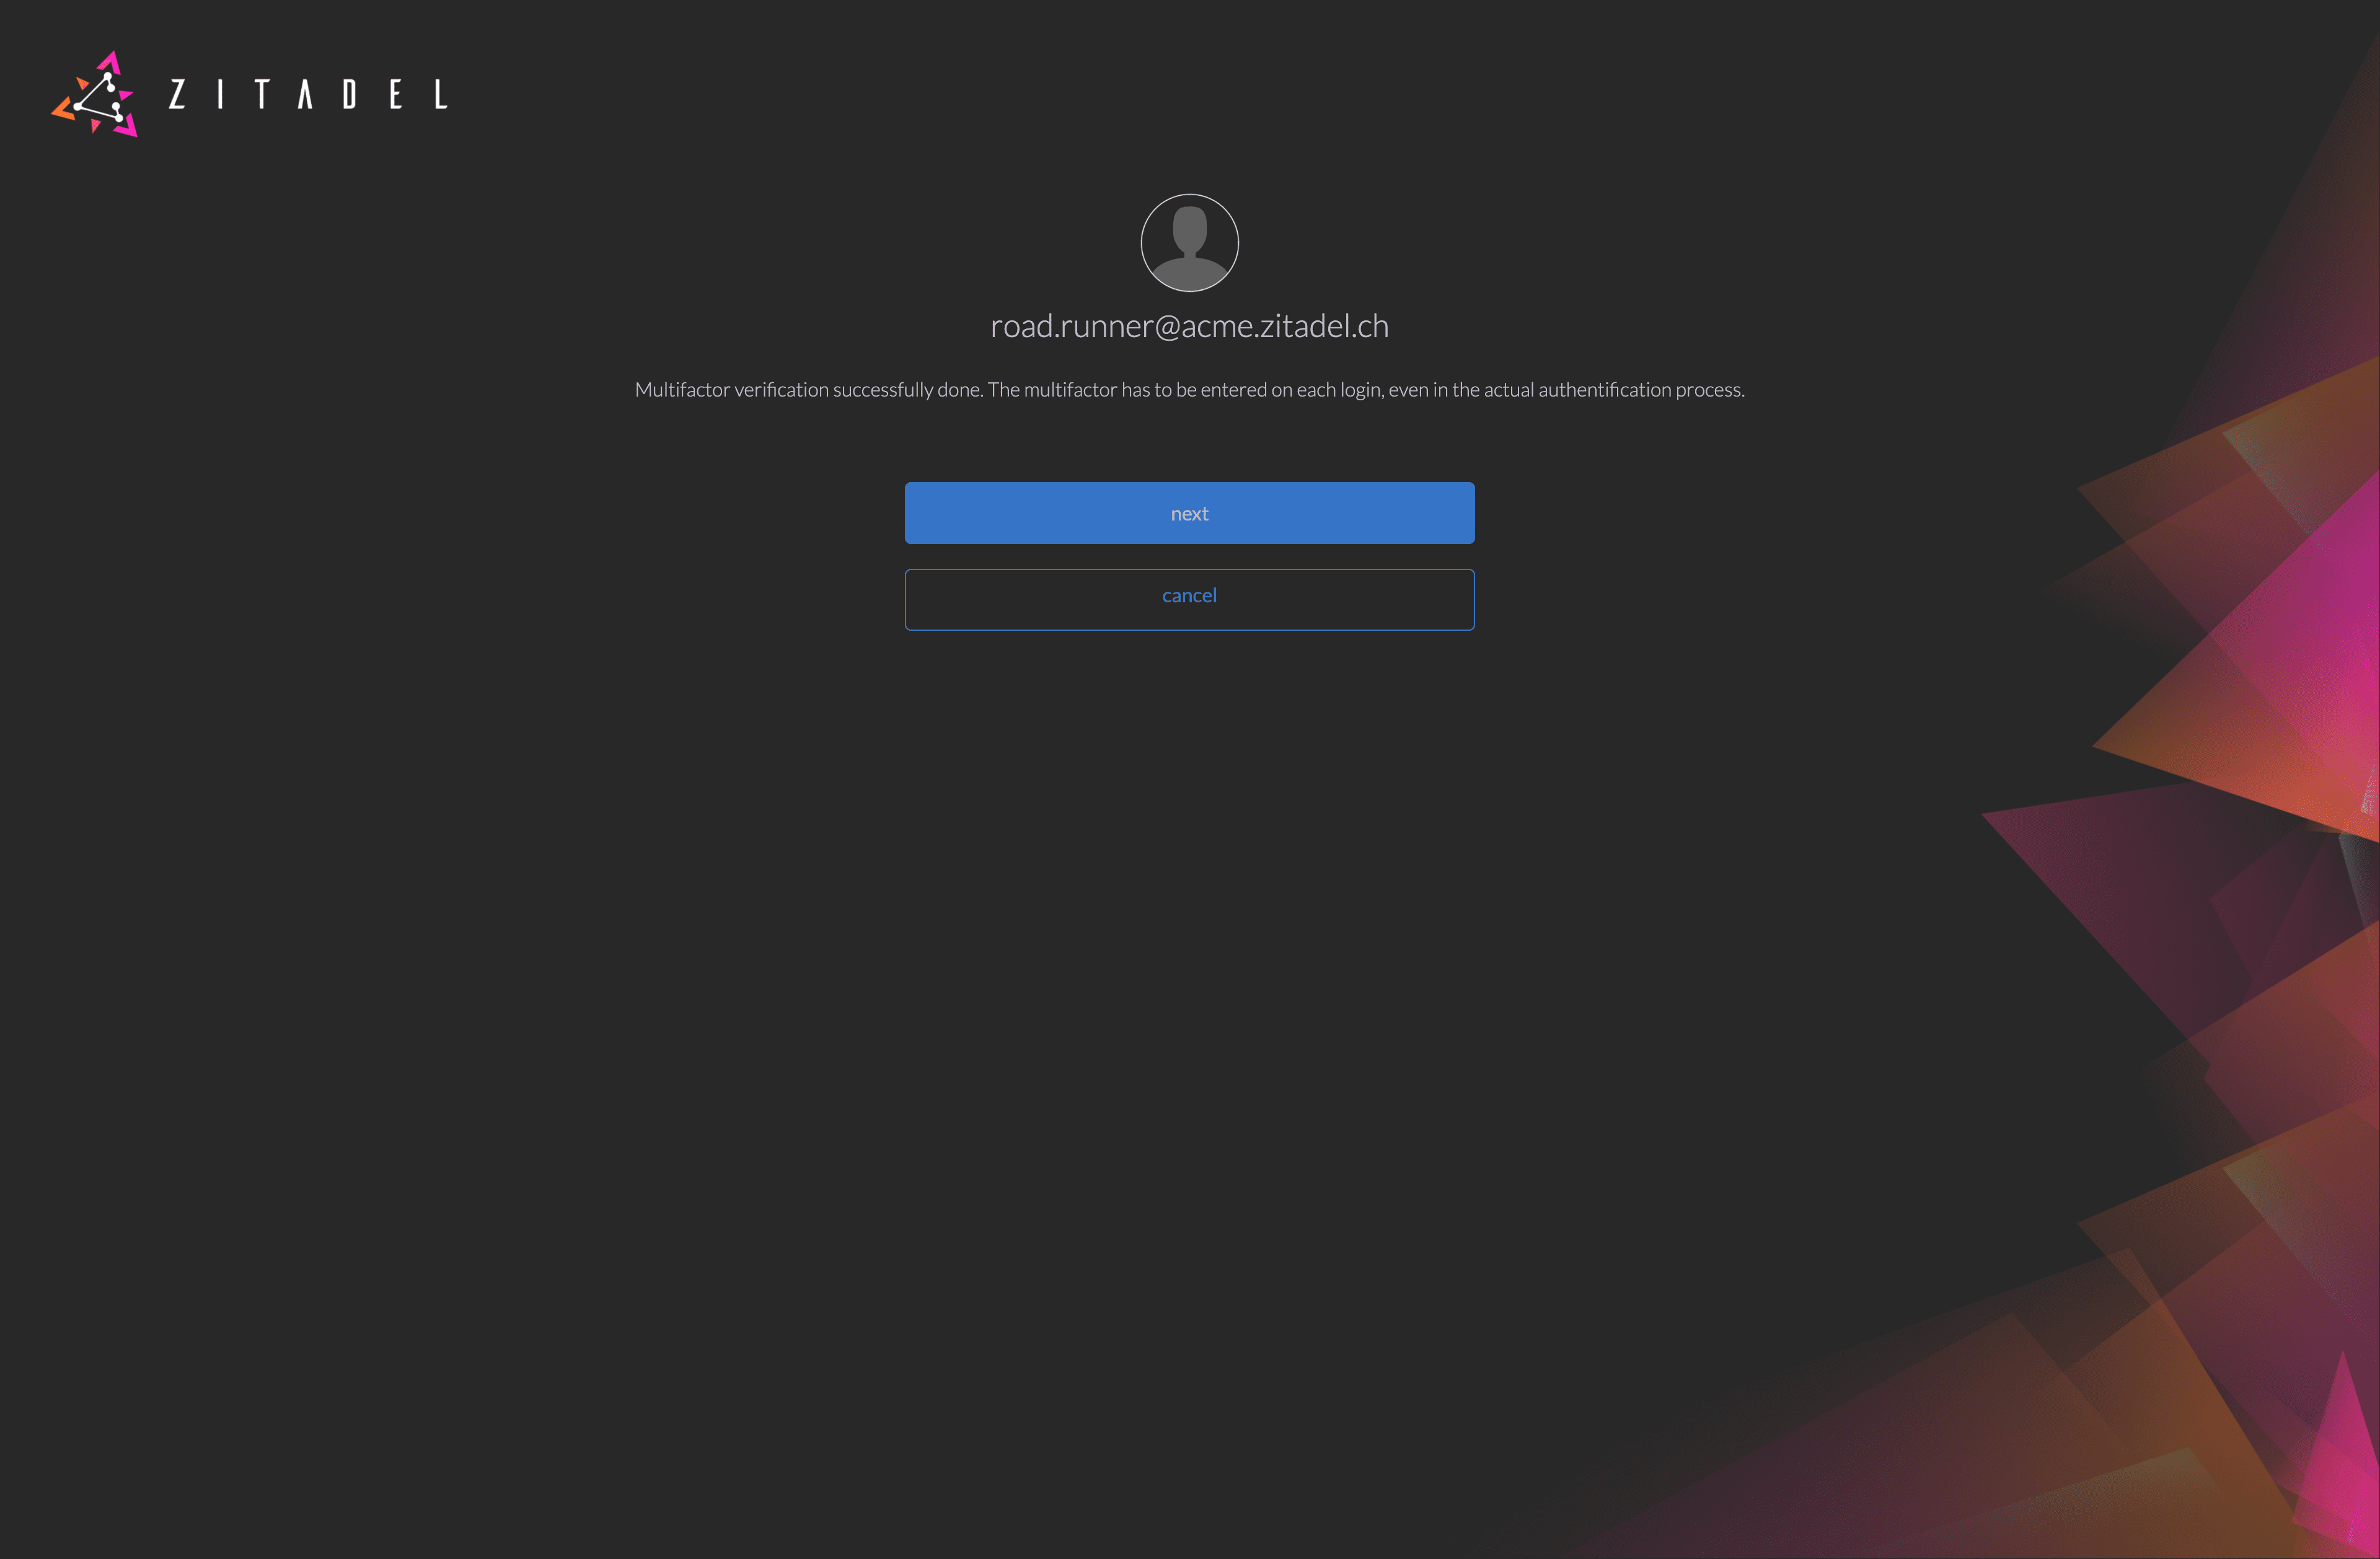 ZITADEL
road.runner@acme.zitadel.ch
Multifactor verification successfully done. The multifactor has to be entered on each login, even in the actual authentification process.
next
cancel